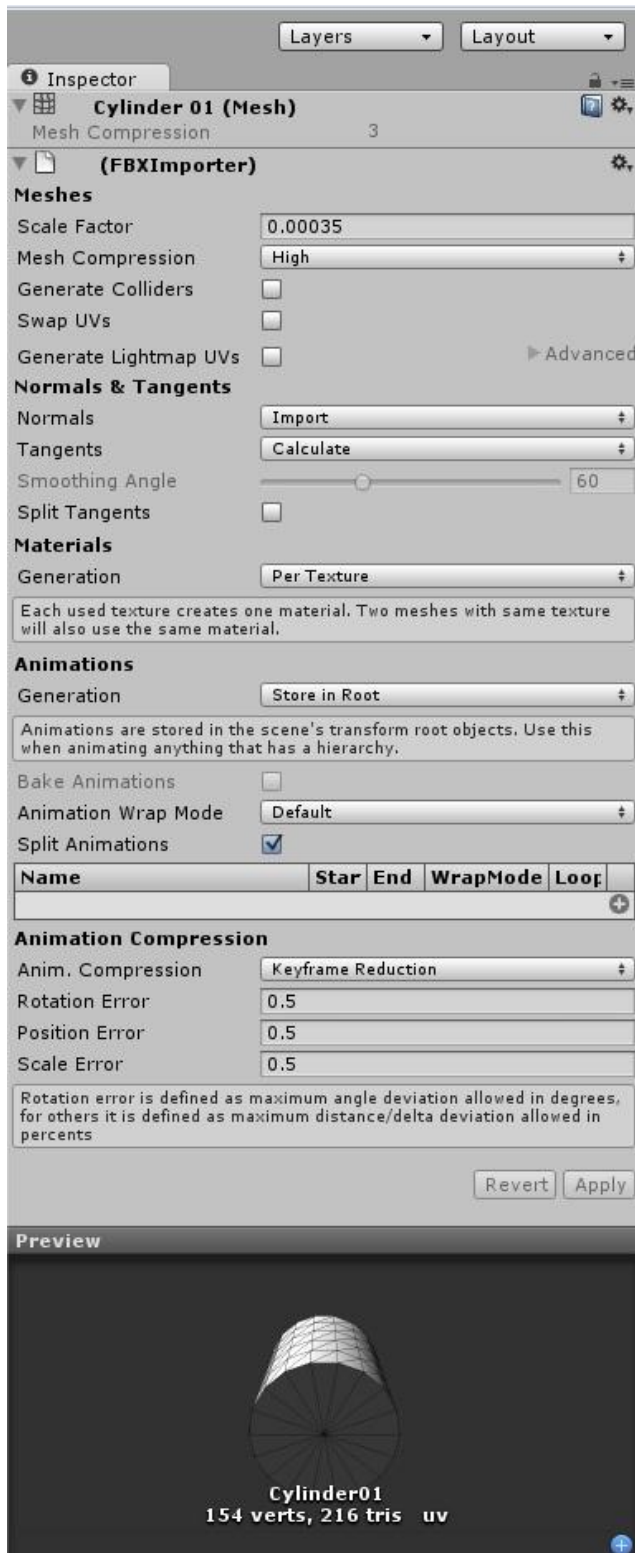 Layers Layout
Inspector
Cylinder 01 (Mesh)
Mesh Compression 3
(FBXImporter)
Meshes
Scale Factor 0.00035
Mesh Compression High
Generate Colliders
Swap UVs
Generate Lightmap UVs Advanced
Normals & Tangents
Normals Import
Tangents Calculate
Smoothing Angle 60
Split Tangents
Materials
Generation Per Texture
Each used texture creates one material. Two meshes with same texture
will also use the same material.
Animations
Generation Store in Root
Animations are stored in the scene's transform root objects. Use this
when animating anything that has a hierarchy.
Bake Animations
Animation Wrap Mode Default
Split Animations
Name Star End WrapMode Loop
Animation Compression
Anim. Compression Keyframe Reduction
Rotation Error 0.5
Position Error 0.5
Scale Error 0.5
Rotation error is defined as maximum angle deviation allowed in degrees,
for others it is defined as maximum distance/delta deviation allowed in
percents
Revert Apply
Preview
Cylinder01
154 verts, 216 tris uv